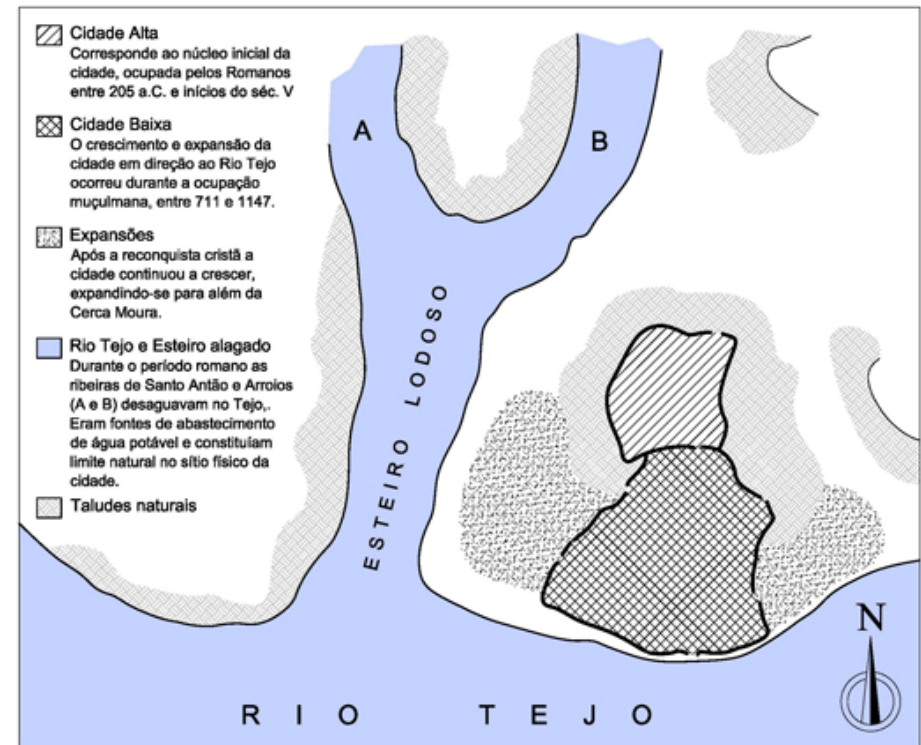 Cidade Alta
Corresponde ao núcleo inicial da
cidade, ocupada pelos Romanos
entre 205 a.C. e inícios do séc. V
Cidade Baixa
O crescimento e expansão da
cidade em direção ao Rio Tejo
ocorreu durante a ocupação
muçulmana, entre 711 e 1147.
Expansões
Após a reconquista cristã a
cidade continuou a crescer,
expandindo-se para além da
Cerca Moura.
Rio Tejo e Esteiro alagado
Durante o período romano as
ribeiras de Santo Antão e Arroios
(A e B) desaguavam no Tejo,.
Eram fontes de abastecimento
de água potável e constituíam
limite natural no sítio físico da
cidade.
Taludes naturais
A
B
ESTEIRO LODOSO
N
RIO TEJO